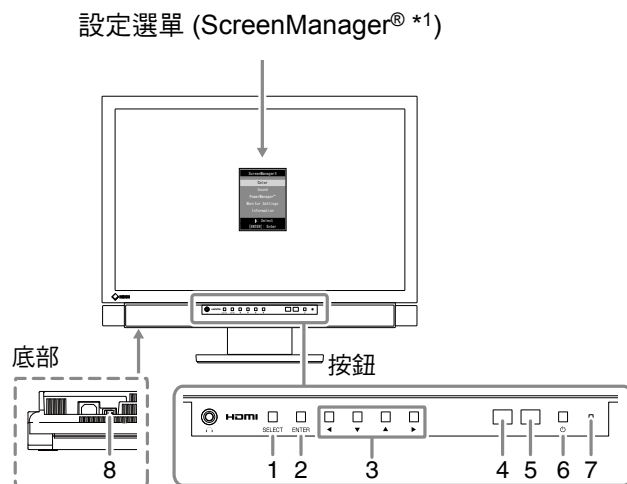 設定選單 (ScreenManager® *1)
ScreenManager®
Color
Sound
PowerManager™
Monitor Settings
Information
Select
[ENTER] Enter
底部
按鈕
HDMI
SELECT
ENTER
8
1
2
3
4
5
6
7